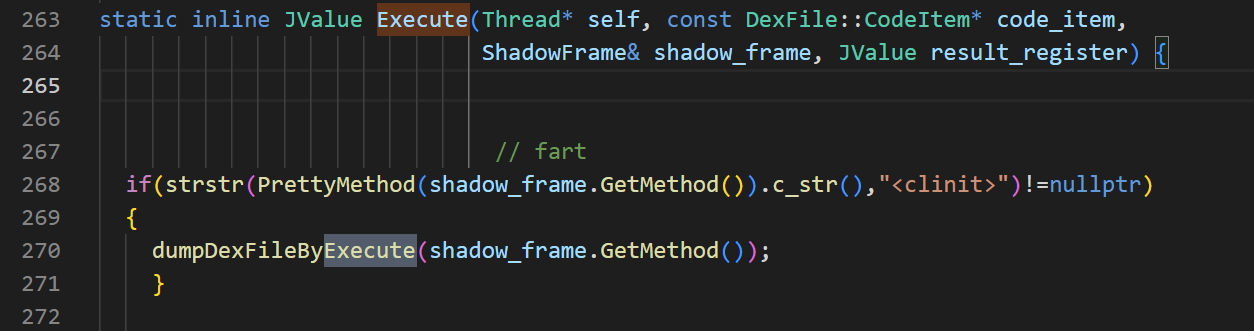 263 static inline JValue Execute(Thread* self, const DexFile::CodeItem* code_item,
264 ShadowFrame& shadow_frame, JValue result_register) {
265
266
267 // fart
268 if(strstr(PrettyMethod(shadow_frame.GetMethod()).c_str(),"<clinit>")!=nullptr)
269 {
270 dumpDexFileByExecute(shadow_frame.GetMethod());
271 }
272